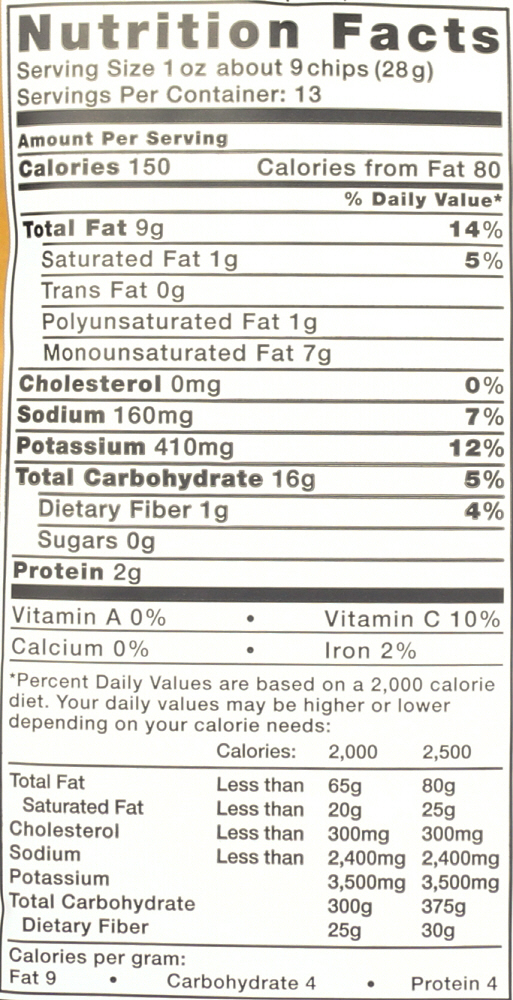 Nutrition Facts
Serving Size 1 oz about 9 chips (28g)
Servings Per Container: 13
Amount Per Serving
Calories 150 Calories from Fat 80
% Daily Value*
Total Fat 9g 14%
Saturated Fat 1g 5%
Trans Fat 0g
Polyunsaturated Fat 1g
Monounsaturated Fat 7g
Cholesterol 0mg 0%
Sodium 160mg 7%
Potassium 410mg 12%
Total Carbohydrate 16g 5%
Dietary Fiber 1g 4%
Sugars 0g
Protein 2g
Vitamin A 0% • Vitamin C 10%
Calcium 0% • Iron 2%
*Percent Daily Values are based on a 2,000 calorie
diet. Your daily values may be higher or lower
depending on your calorie needs:
Calories: 2,000 2,500
Total Fat Less than 65g 80g
Saturated Fat Less than 20g 25g
Cholesterol Less than 300mg 300mg
Sodium Less than 2,400mg 2,400mg
Potassium 3,500mg 3,500mg
Total Carbohydrate 300g 375g
Dietary Fiber 25g 30g
Calories per gram:
Fat 9 • Carbohydrate 4 • Protein 4